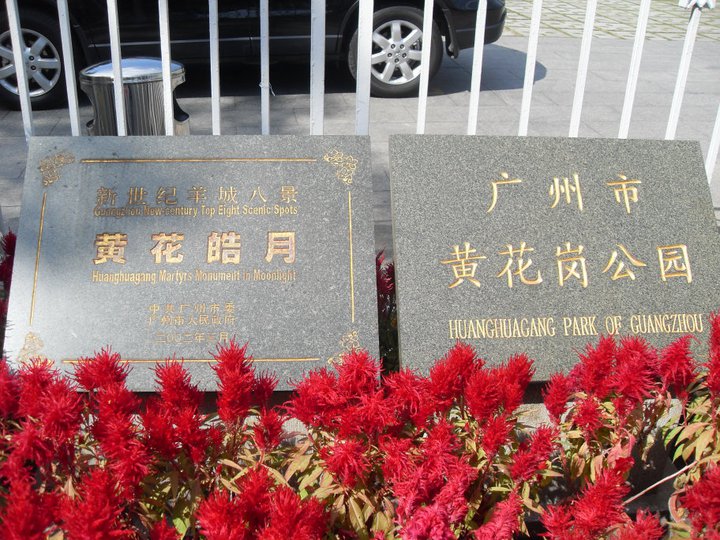 新世纪羊城八景
Guangzhou New-century Top Eight Scenic Spots
黄花皓月
Huanghuagang Martyrs Monument in Moonlight
中共广州市委
广州市人民政府
广州市
黄花岗公园
HUANGHUAGANG PARK OF GUANGZHOU